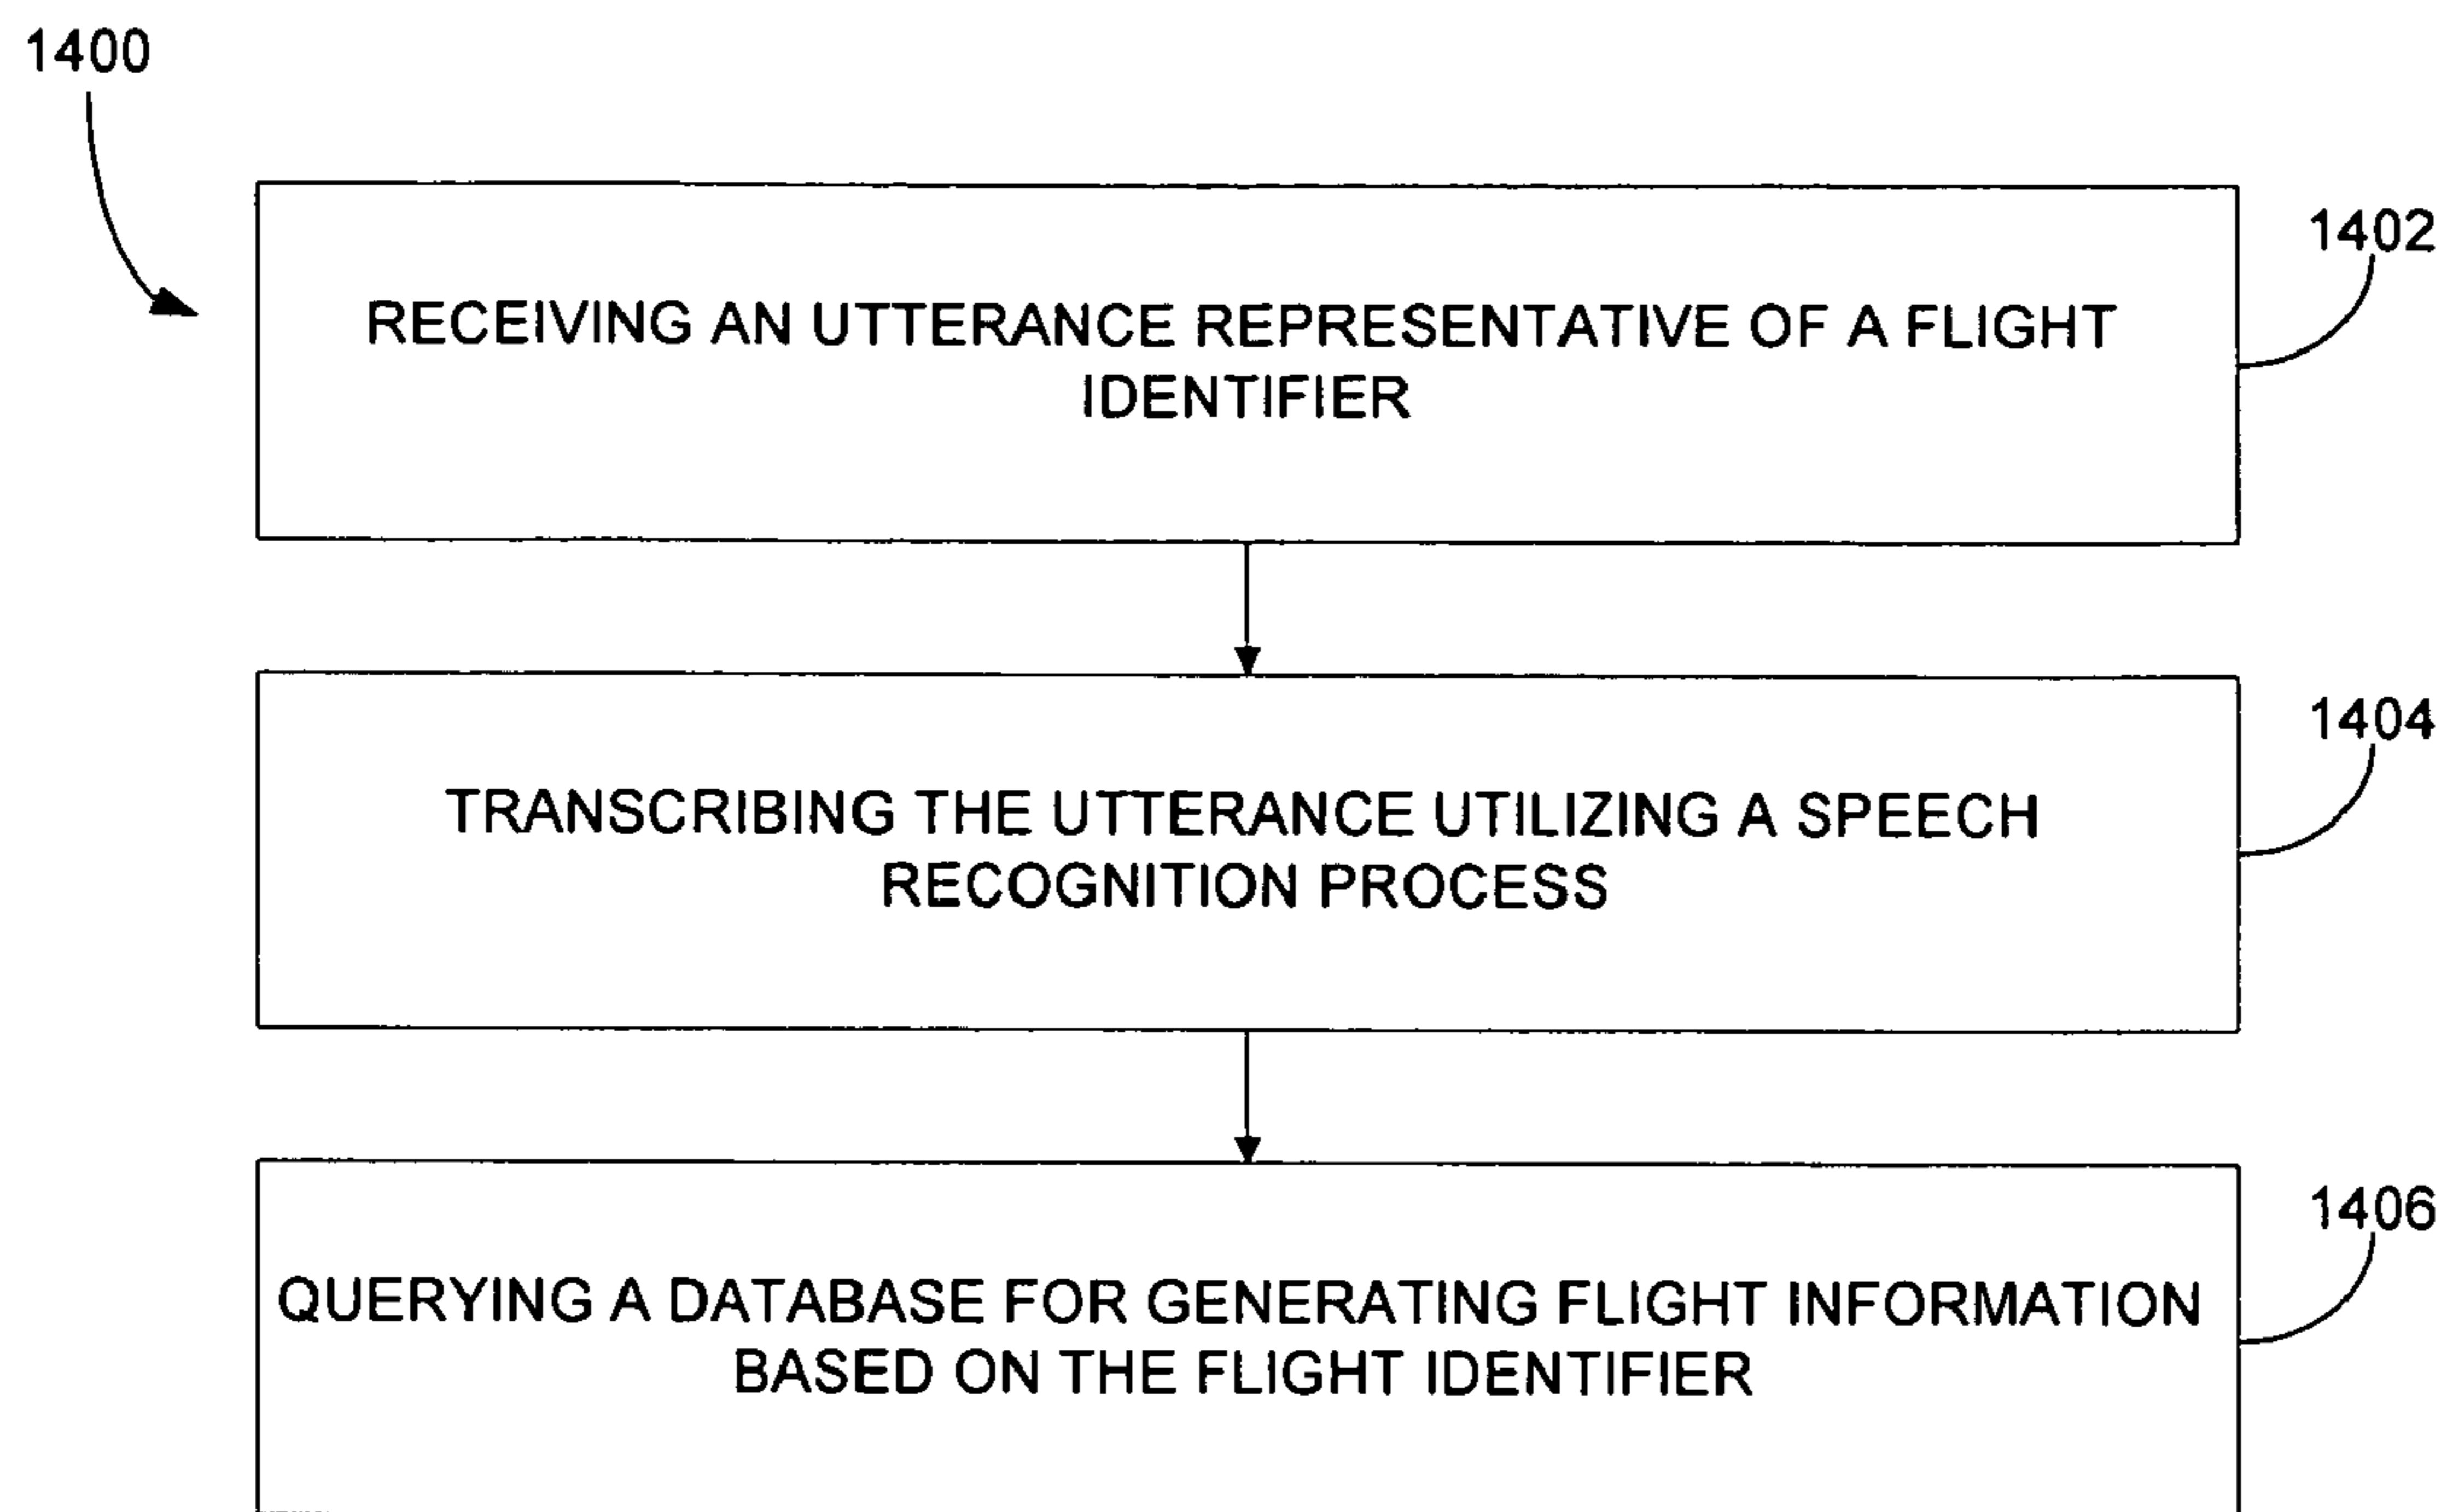 1400
1402
RECEIVING AN UTTERANCE REPRESENTATIVE OF A FLIGHT
IDENTIFIER
1404
TRANSCRIBING THE UTTERANCE UTILIZING A SPEECH
RECOGNITION PROCESS
1406
QUERYING A DATABASE FOR GENERATING FLIGHT INFORMATION
BASED ON THE FLIGHT IDENTIFIER